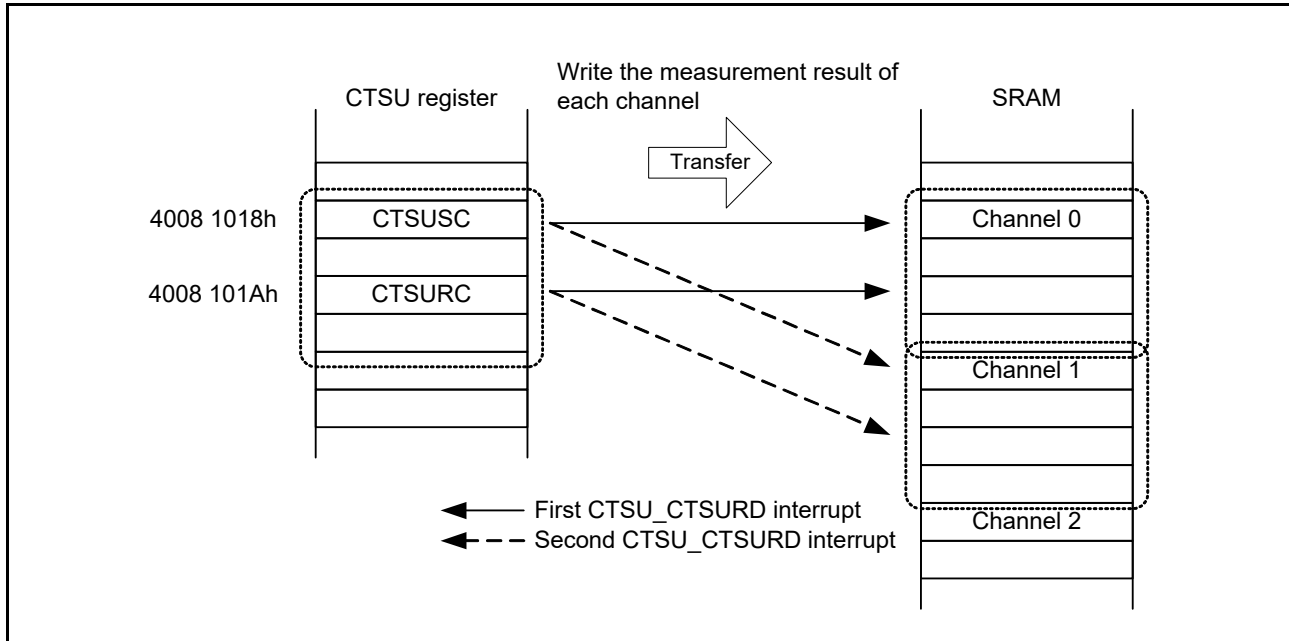 Write the measurement result of
each channel
CTSU register
SRAM
Transfer
4008 1018h
CTSUSC
Channel 0
4008 101Ah
CTSURC
Channel 1
First CTSU_CTSURD interrupt
Second CTSU_CTSURD interrupt
Channel 2